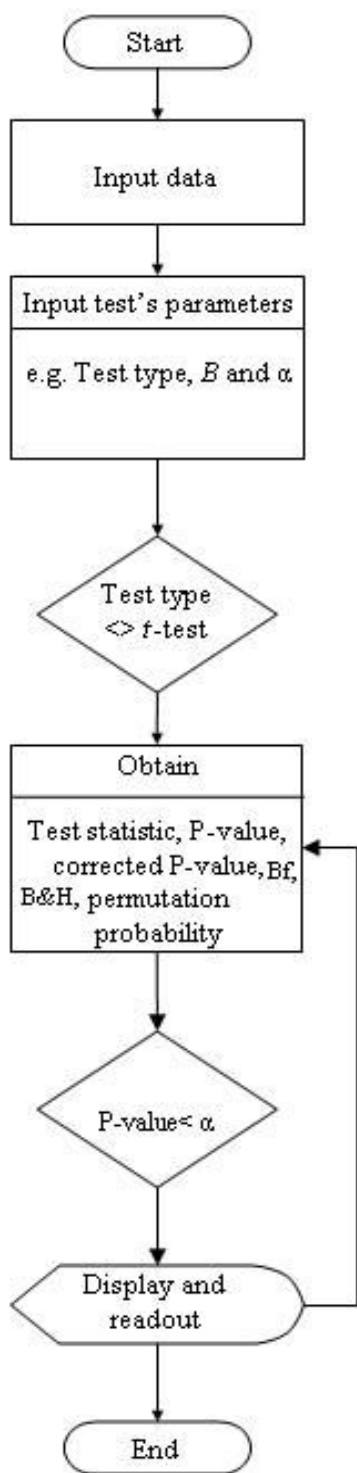 Start
Input data
Input test's parameters
e.g. Test type, B and α
Test type
<> t-test
Obtain
Test statistic, P-value,
corrected P-value, Bf,
B&H, permutation
probability
P-value< α
Display and
readout
End